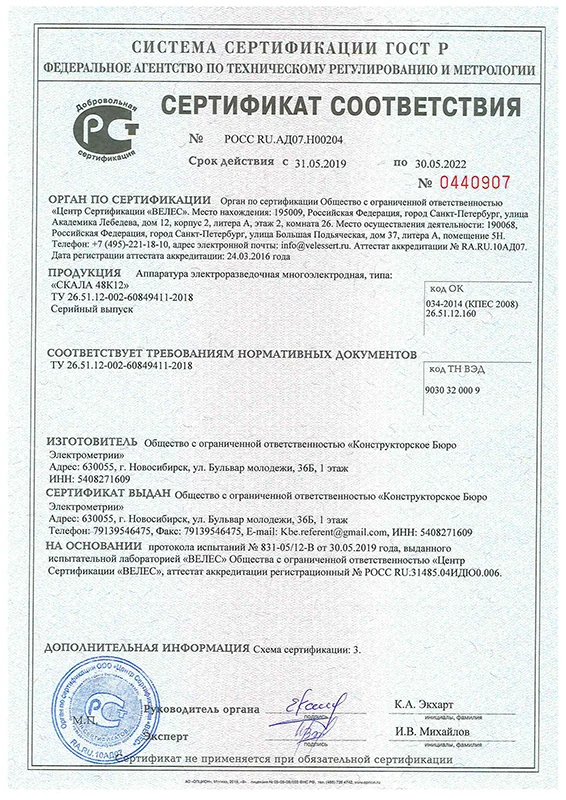 СИСТЕМА СЕРТИФИКАЦИИ ГОСТ Р
ФЕДЕРАЛЬНОЕ АГЕНТСТВО ПО ТЕХНИЧЕСКОМУ РЕГУЛИРОВАНИЮ И МЕТРОЛОГИИ
Добровольная
РСТ
сертификация
СЕРТИФИКАТ СООТВЕТСТВИЯ
№ РОСС RU.АД07.Н00204
Срок действия с 31.05.2019 по 30.05.2022
№ 0440907
ОРГАН ПО СЕРТИФИКАЦИИ Орган по сертификации Общество с ограниченной ответственностью
«Центр Сертификации «ВЕЛЕС». Место нахождения: 195009, Российская Федерация, город Санкт-Петербург, улица
Академика Лебедева, дом 12, корпус 2, литера А, этаж 2, комната 26. Место осуществления деятельности: 190068,
Российская Федерация, город Санкт-Петербург, улица Большая Подьяческая, дом 37, литера А, помещение 5Н.
Телефон: +7 (495)-221-18-10, адрес электронной почты: info@velessert.ru. Аттестат аккредитации № RA.RU.10АД07.
Дата регистрации аттестата аккредитации: 24.03.2016 года
ПРОДУКЦИЯ Аппаратура электроразведочная многоэлектродная, типа:
«СКАЛА 48К12»
ТУ 26.51.12-002-60849411-2018
Серийный выпуск
код ОК
034-2014 (КПЕС 2008)
26.51.12.160
СООТВЕТСТВУЕТ ТРЕБОВАНИЯМ НОРМАТИВНЫХ ДОКУМЕНТОВ
ТУ 26.51.12-002-60849411-2018
код ТН ВЭД
9030 32 000 9
ИЗГОТОВИТЕЛЬ Общество с ограниченной ответственностью «Конструкторское Бюро
Электрометрии»
Адрес: 630055, г. Новосибирск, ул. Бульвар молодежи, 36Б, 1 этаж
ИНН: 5408271609
СЕРТИФИКАТ ВЫДАН Общество с ограниченной ответственностью «Конструкторское Бюро
Электрометрии»
Адрес: 630055, г. Новосибирск, ул. Бульвар молодежи, 36Б, 1 этаж
Телефон: 79139546475, Факс: 79139546475, E-mail: Kbe.referent@gmail.com, ИНН: 5408271609
НА ОСНОВАНИИ протокола испытаний № 831-05/12-В от 30.05.2019 года, выданного
испытательной лабораторией «ВЕЛЕС» Общества с ограниченной ответственностью «Центр
Сертификации «ВЕЛЕС», аттестат аккредитации регистрационный № РОСС RU.31485.04ИДЮ0.006.
ДОПОЛНИТЕЛЬНАЯ ИНФОРМАЦИЯ Схема сертификации: 3.
М.П.
Руководитель органа
подпись
К.А. Экхарт
инициалы, фамилия
Эксперт
подпись
И.В. Михайлов
инициалы, фамилия
Сертификат не применяется при обязательной сертификации
RA.RU.10АД07